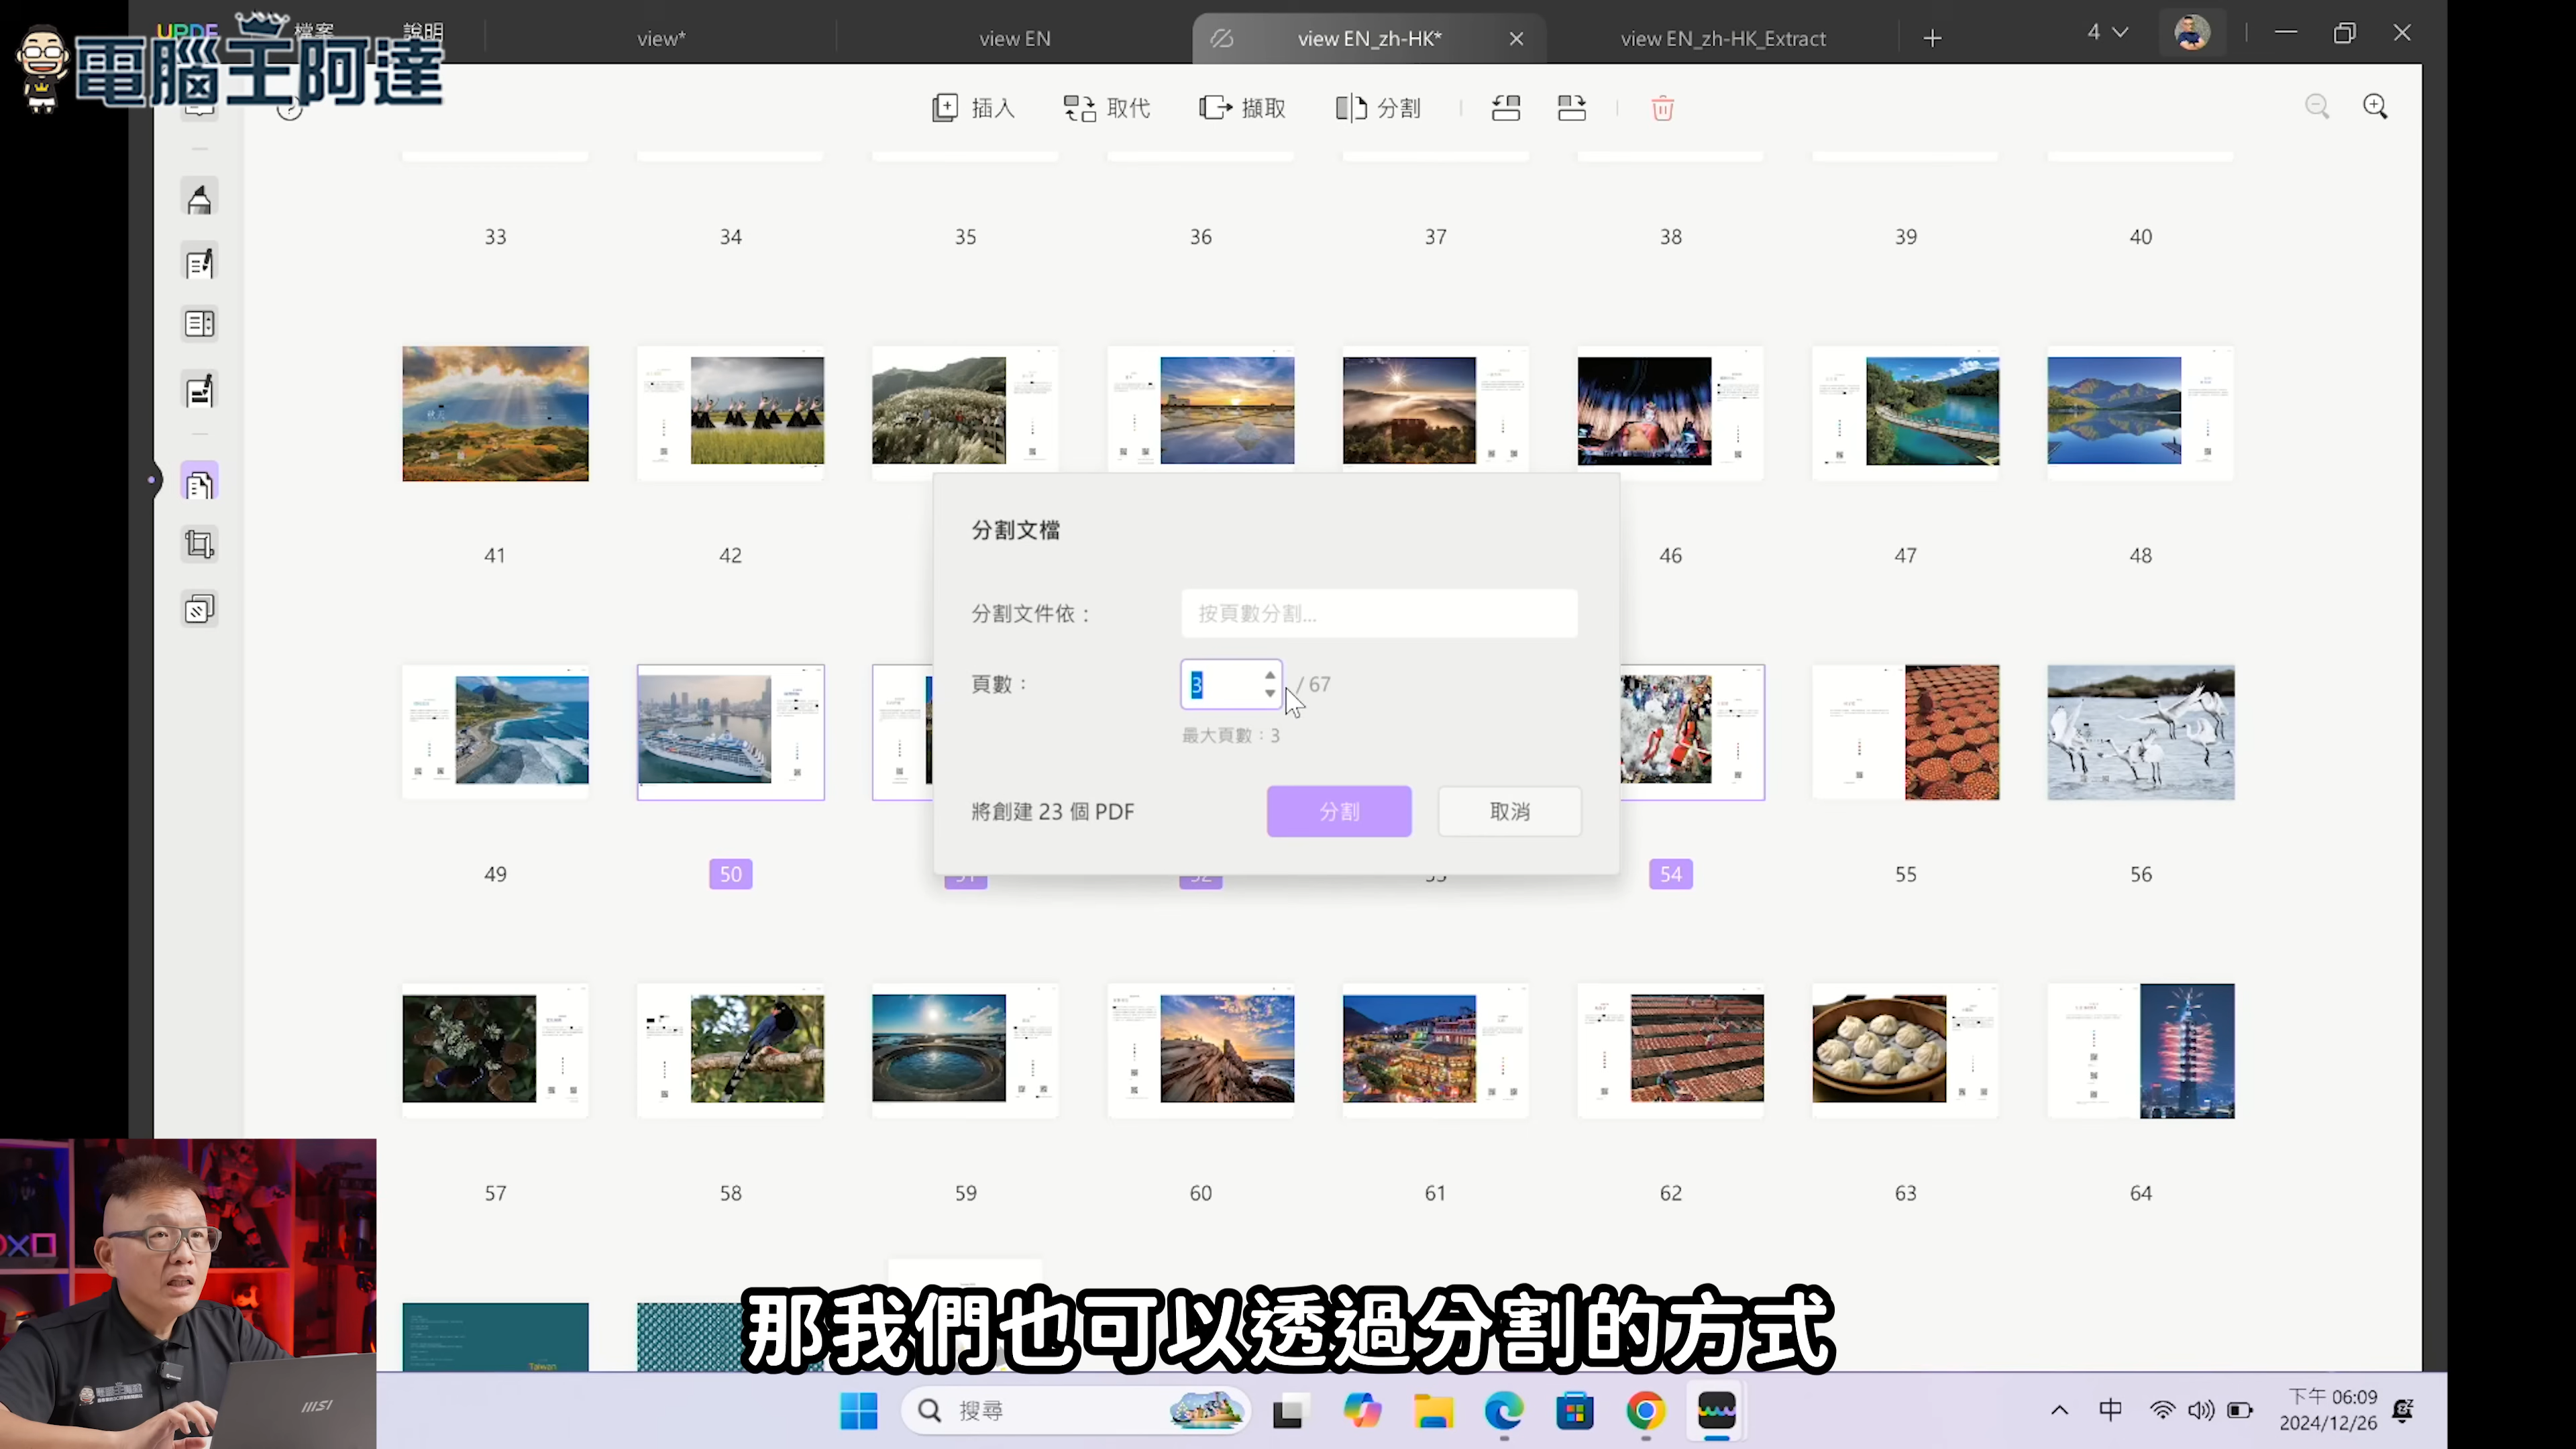 UPDF 檔案 說明 view* view EN view EN_zh-HK* view EN_zh-HK_Extract 4
電腦王阿達
插入 取代 擷取 分割
33 34 35 36 37 38 39 40
41 42 46 47 48
分割文檔
分割文件依：
按頁數分割...
頁數：
3 / 67
最大頁數：3
將創建 23 個 PDF
分割 取消
49 50 51 52 53 54 55 56
57 58 59 60 61 62 63 64
Taiwan
msi
那我們也可以透過分割的方式
搜尋
中
下午 06:09
2024/12/26